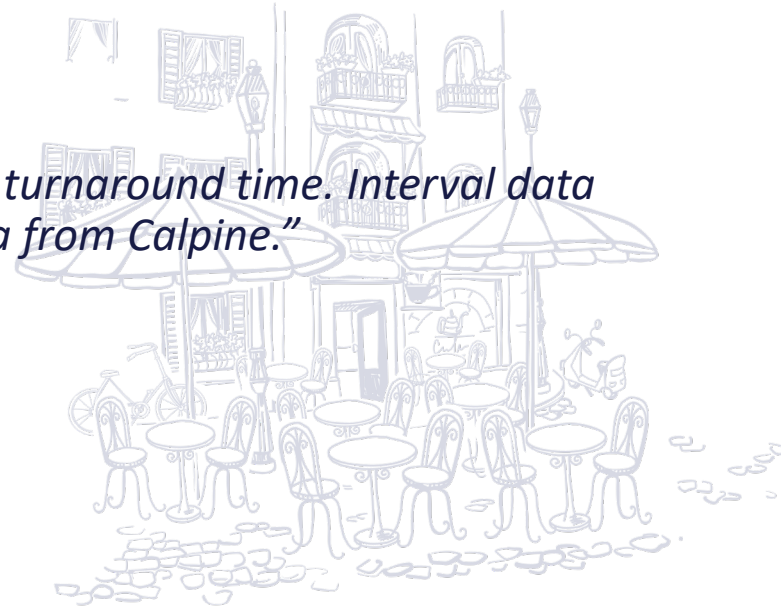 turnaround time. Interval data
a from Calpine.”